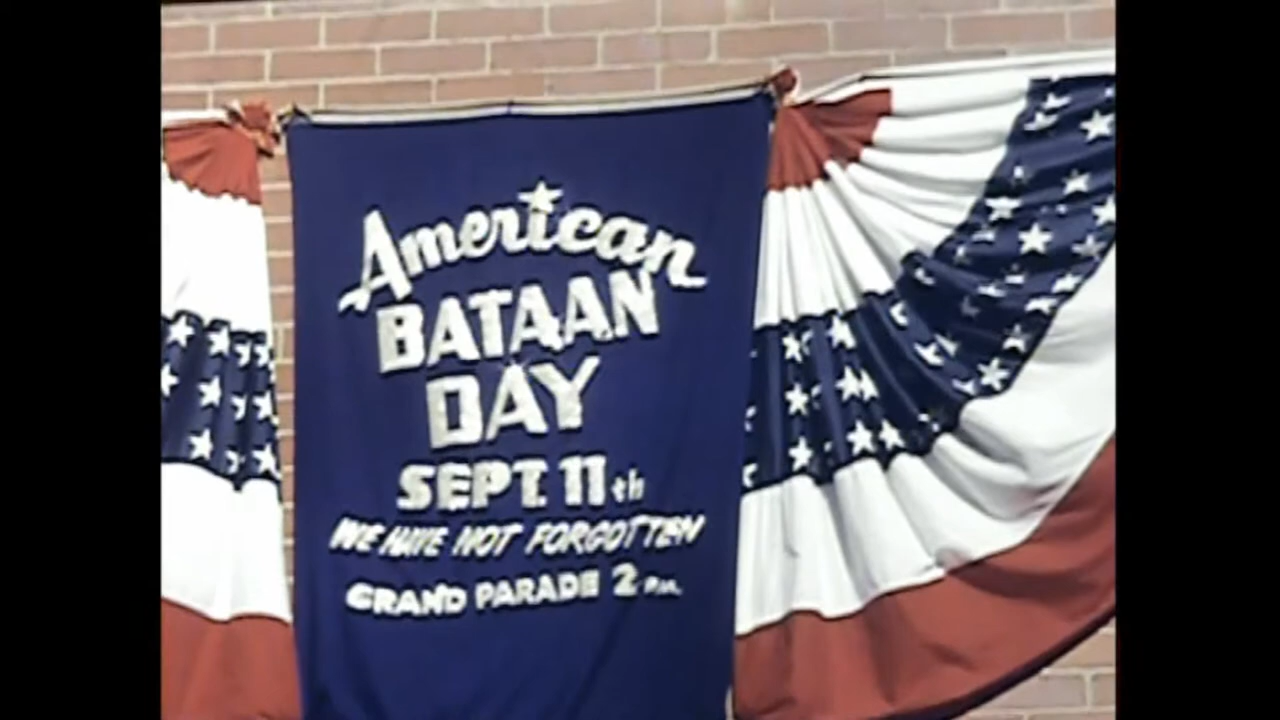 American
BATAAN
DAY
SEPT. 11th
WE HAVE NOT FORGOTTEN
GRAND PARADE 2 P.M.